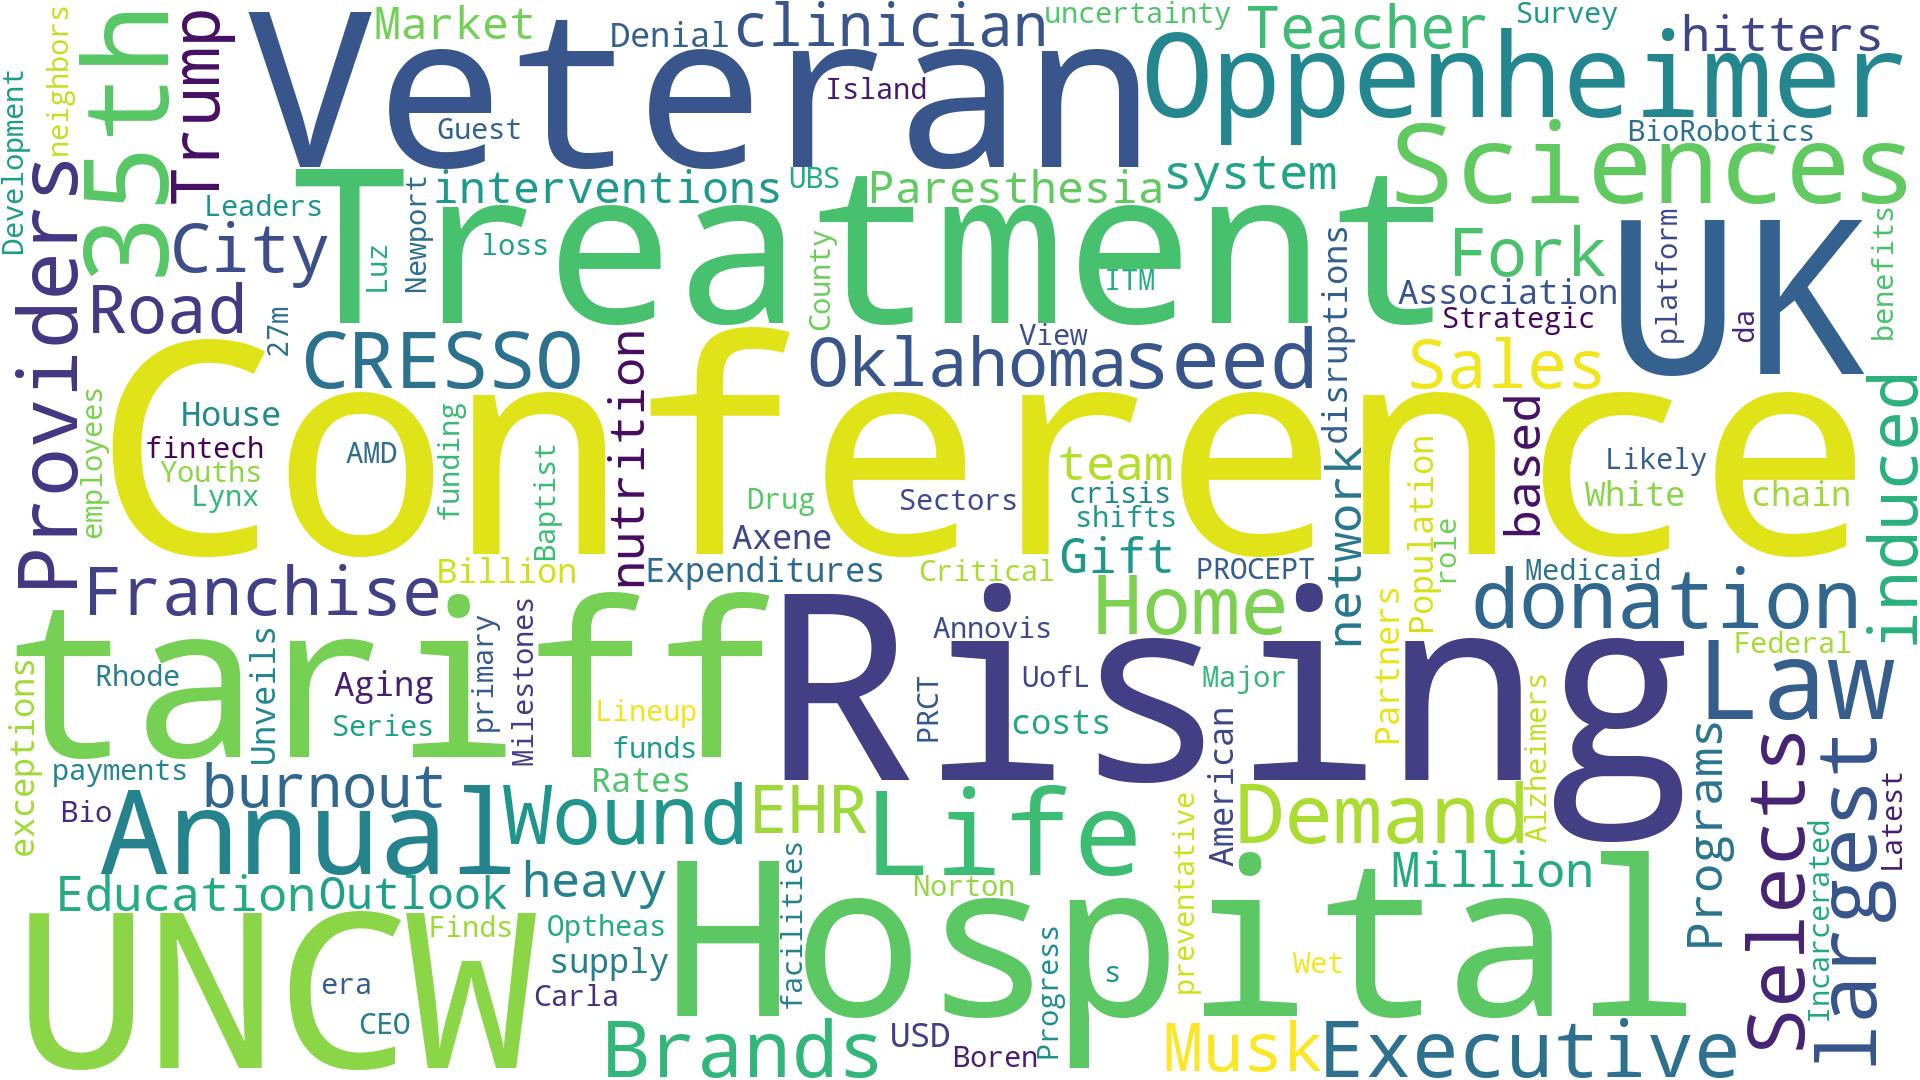 Veteran
Market
Denial
clinician
uncertainty
Teacher
Survey
hitters
neighbors
Development
35th
Trump
Island
Guest
Oppenheimer
BioRobotics
Sciences
Providers
Treatment
interventions
UBS
Paresthesia
system
Leaders
City
Luz
Newport
loss
County
ITM
disruptions
Fork
UK
platform
benefits
Association
Strategic
da
Road
27m
CRESSO
nutrition
View
Oklahoma
seed
Sales
Conference
employees
House
fintech
Youths
Lynx
AMD
funding
Baptist
Drug
Sectors
Axene
team
crisis
shifts
Gift
network
Population
role
based
Likely
White
chain
induced
Franchise
Billion
Expenditures
Critical
PROCEPT
Medicaid
Home
donation
tariff
Rising
Annovis
Partners
Federal
Law
exceptions
Rhode
Unveils
Aging
Series
primary
Milestones
Lineup
funds
Rates
PRCT
UofL
Major
costs
American
Alzheimers
Programs
Selects
largest
Latest
payments
Bio
burnout
Annual
Wound
EHR
Life
preventative
Demand
Million
Incarcerated
Education
Outlook
heavy
facilities
Norton
Hospital
UNCW
Finds
Optheas
supply
era
Carla
CEO
Progress
s
Wet
Brands
USD
Boren
Musk
Executive